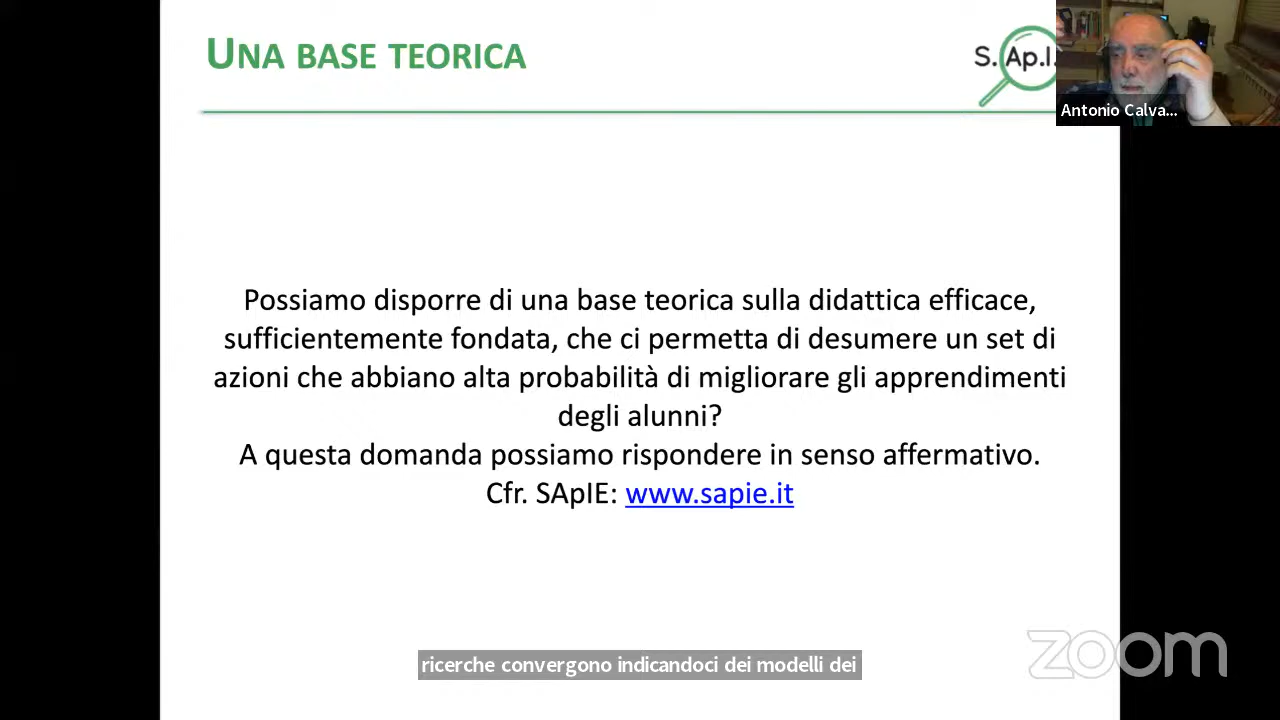 UNA BASE TEORICA
S. Ap.I.
Antonio Calva...
Possiamo disporre di una base teorica sulla didattica efficace,
sufficientemente fondata, che ci permetta di desumere un set di
azioni che abbiano alta probabilità di migliorare gli apprendimenti
degli alunni?
A questa domanda possiamo rispondere in senso affermativo.
Cfr. SApIE: www.sapie.it
ricerche convergono indicandoci dei modelli dei
zoom